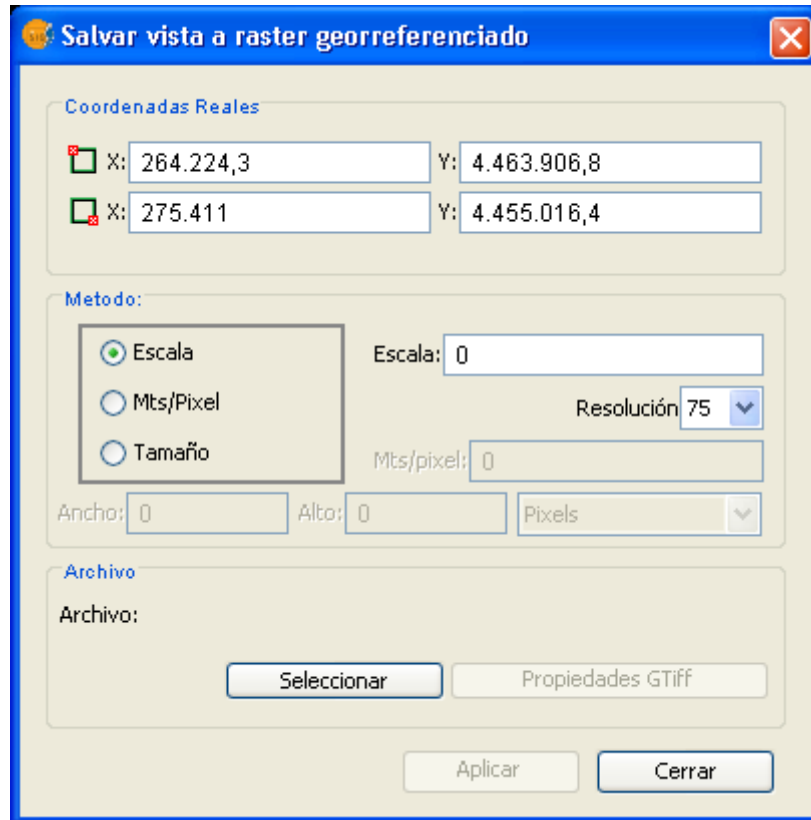 Salvar vista a raster georreferenciado
Coordenadas Reales
X: 264.224,3 Y: 4.463.906,8
X: 275.411 Y: 4.455.016,4
Metodo:
Escala Escala: 0
Mts/Pixel Resolución 75
Tamaño Mts/pixel: 0
Ancho: 0 Alto: 0 Pixels
Archivo
Archivo:
Seleccionar Propiedades GTiff
Aplicar Cerrar